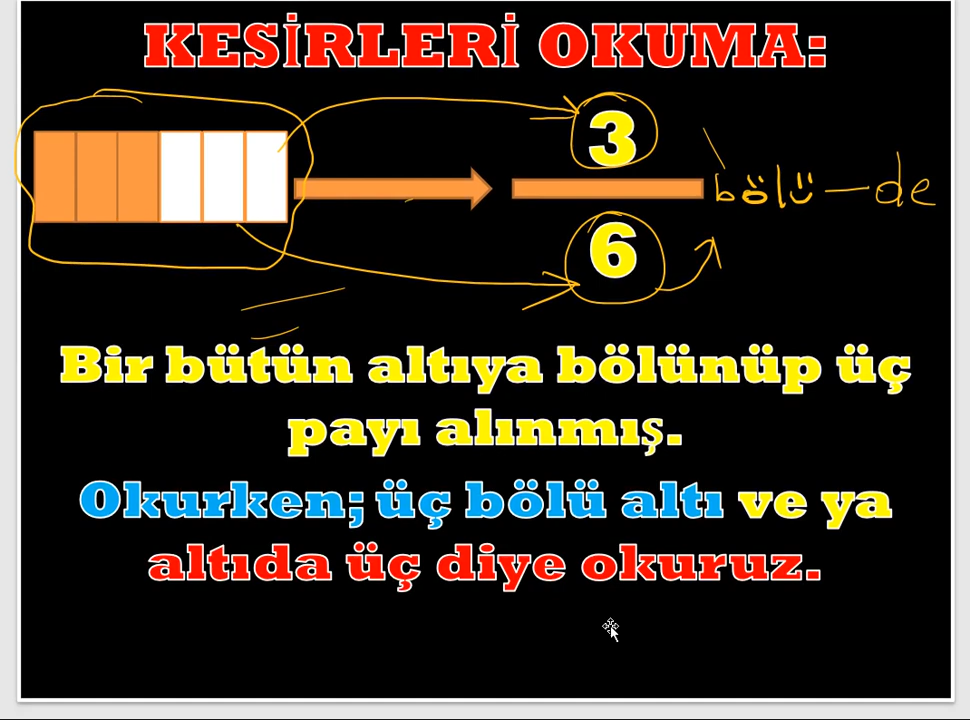 KESİRLERİ OKUMA:
3
bölü-de
6
Bir bütün altıya bölünüp üç
payı alınmış.
Okurken; üç bölü altı ve ya
altıda üç diye okuruz.